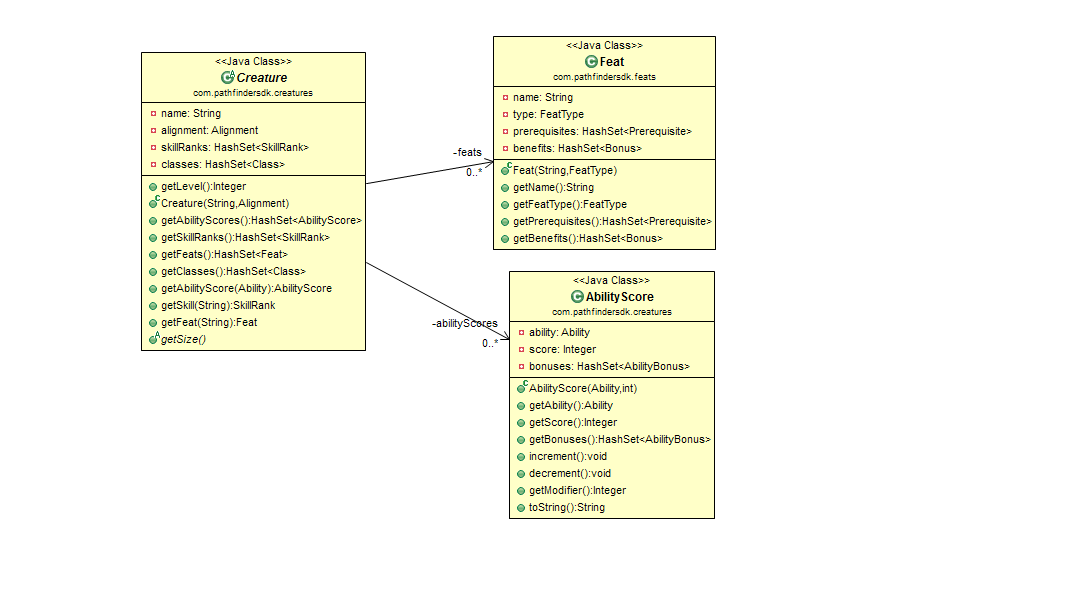 <<Java Class>>
Creature
com.pathfindersdk.creatures
name: String
alignment: Alignment
skillRanks: HashSet<SkillRank>
classes: HashSet<Class>
getLevel():Integer
Creature(String,Alignment)
getAbilityScores():HashSet<AbilityScore>
getSkillRanks():HashSet<SkillRank>
getFeats():HashSet<Feat>
getClasses():HashSet<Class>
getAbilityScore(Ability):AbilityScore
getSkill(String):SkillRank
getFeat(String):Feat
getSize()
-feats
0..*
<<Java Class>>
Feat
com.pathfindersdk.feats
name: String
type: FeatType
prerequisites: HashSet<Prerequisite>
benefits: HashSet<Bonus>
Feat(String,FeatType)
getName():String
getFeatType():FeatType
getPrerequisites():HashSet<Prerequisite>
getBenefits():HashSet<Bonus>
-abilityScores
0..*
<<Java Class>>
AbilityScore
com.pathfindersdk.creatures
ability: Ability
score: Integer
bonuses: HashSet<AbilityBonus>
AbilityScore(Ability,int)
getAbility():Ability
getScore():Integer
getBonuses():HashSet<AbilityBonus>
increment():void
decrement():void
getModifier():Integer
toString():String